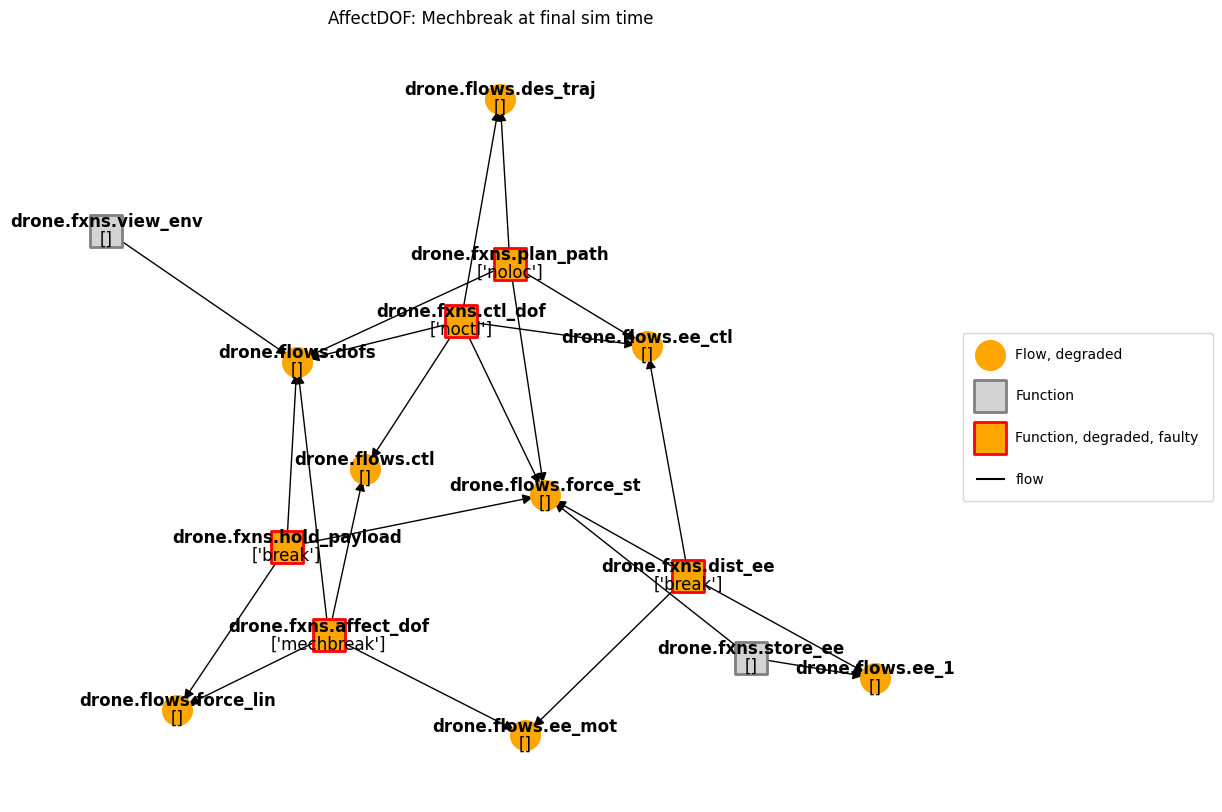 AffectDOF: Mechbreak at final sim time
drone.flows.des_traj
[]
drone.fxns.view_env
[]
drone.fxns.plan_path
['noloc']
drone.fxns.ctl_dof
['noctl']
drone.flows.ee_ctl
[]
drone.flows.dofs
[]
Flow, degraded
Function
Function, degraded, faulty
flow
drone.flows.ctl
[]
drone.flows.force_st
[]
drone.fxns.hold_payload
['break']
drone.fxns.dist_ee
['break']
drone.fxns.affect_dof
['mechbreak']
drone.fxns.store_ee
[]
drone.flows.ee_1
[]
drone.flows.force_lin
[]
drone.flows.ee_mot
[]